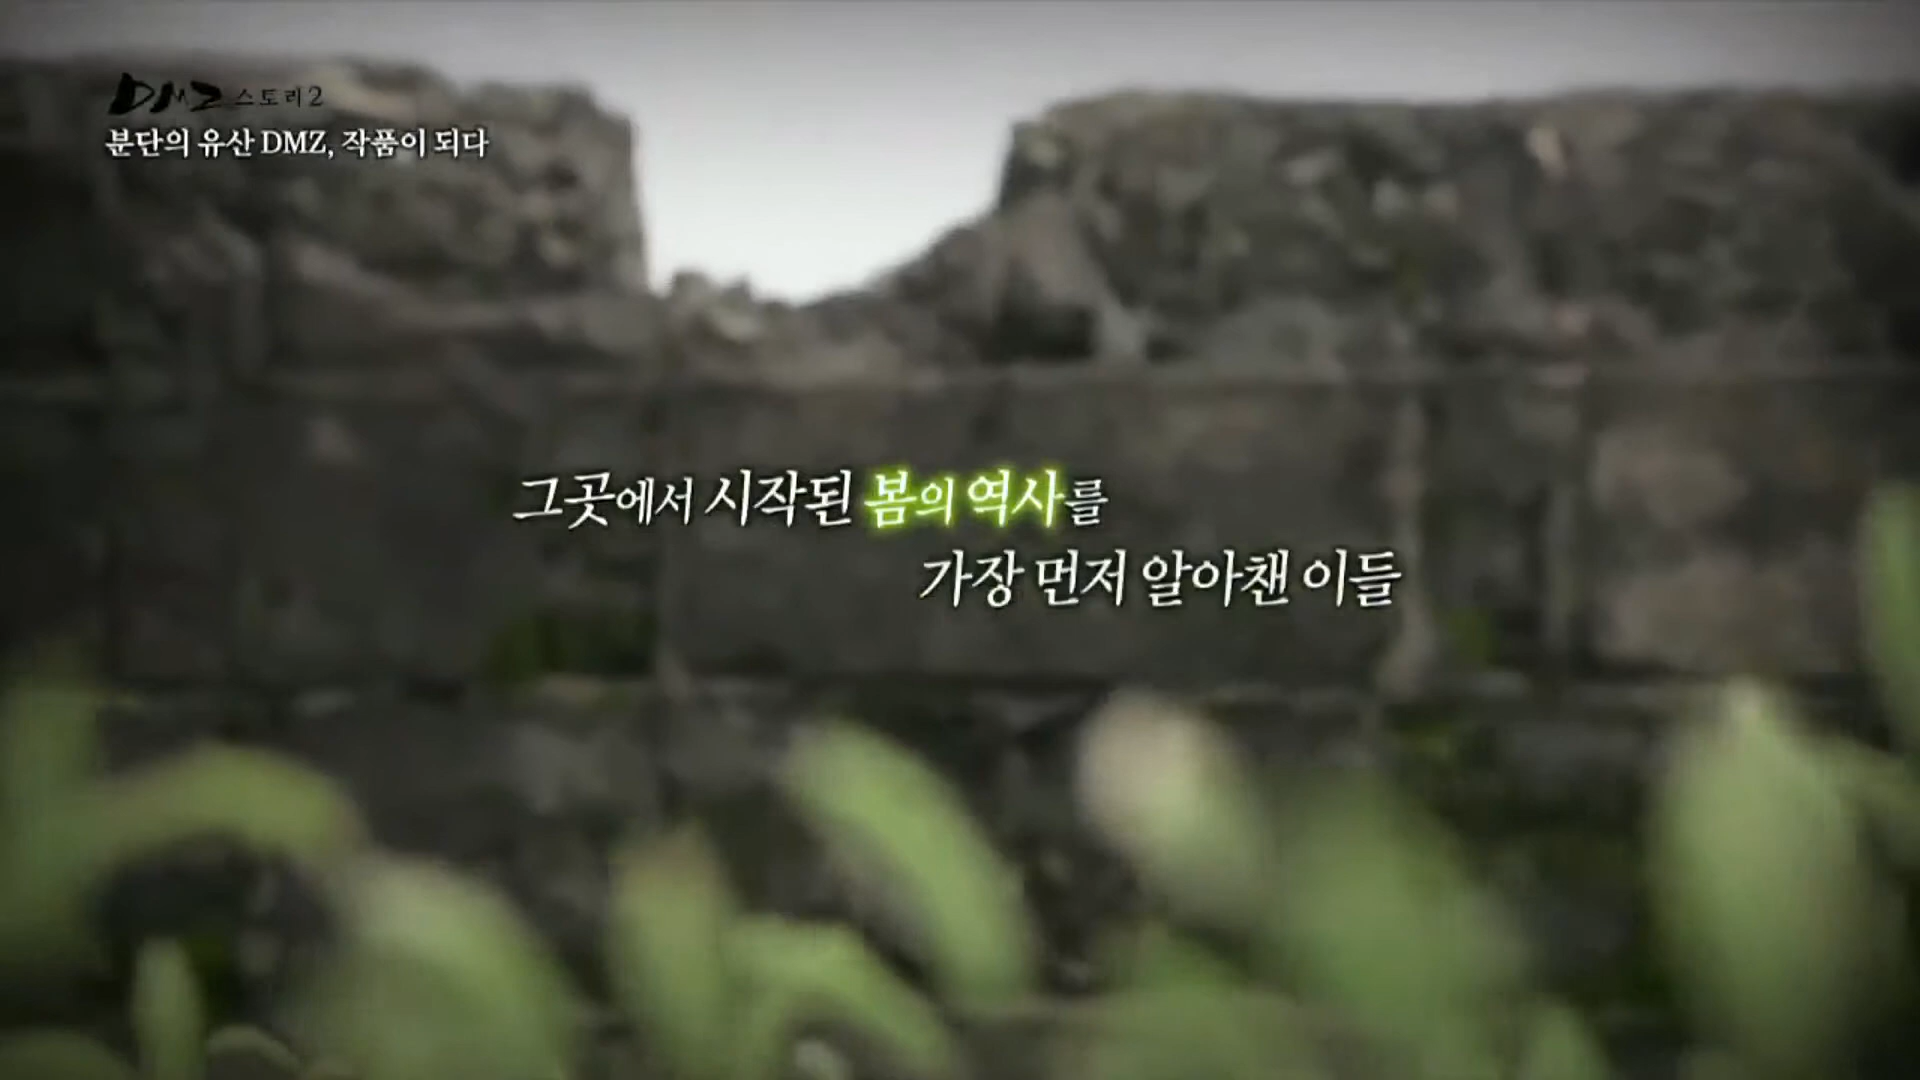 DMZ 스토리2
분단의 유산 DMZ, 작품이 되다
그곳에서 시작된 봄의 역사를
가장 먼저 알아챈 이들